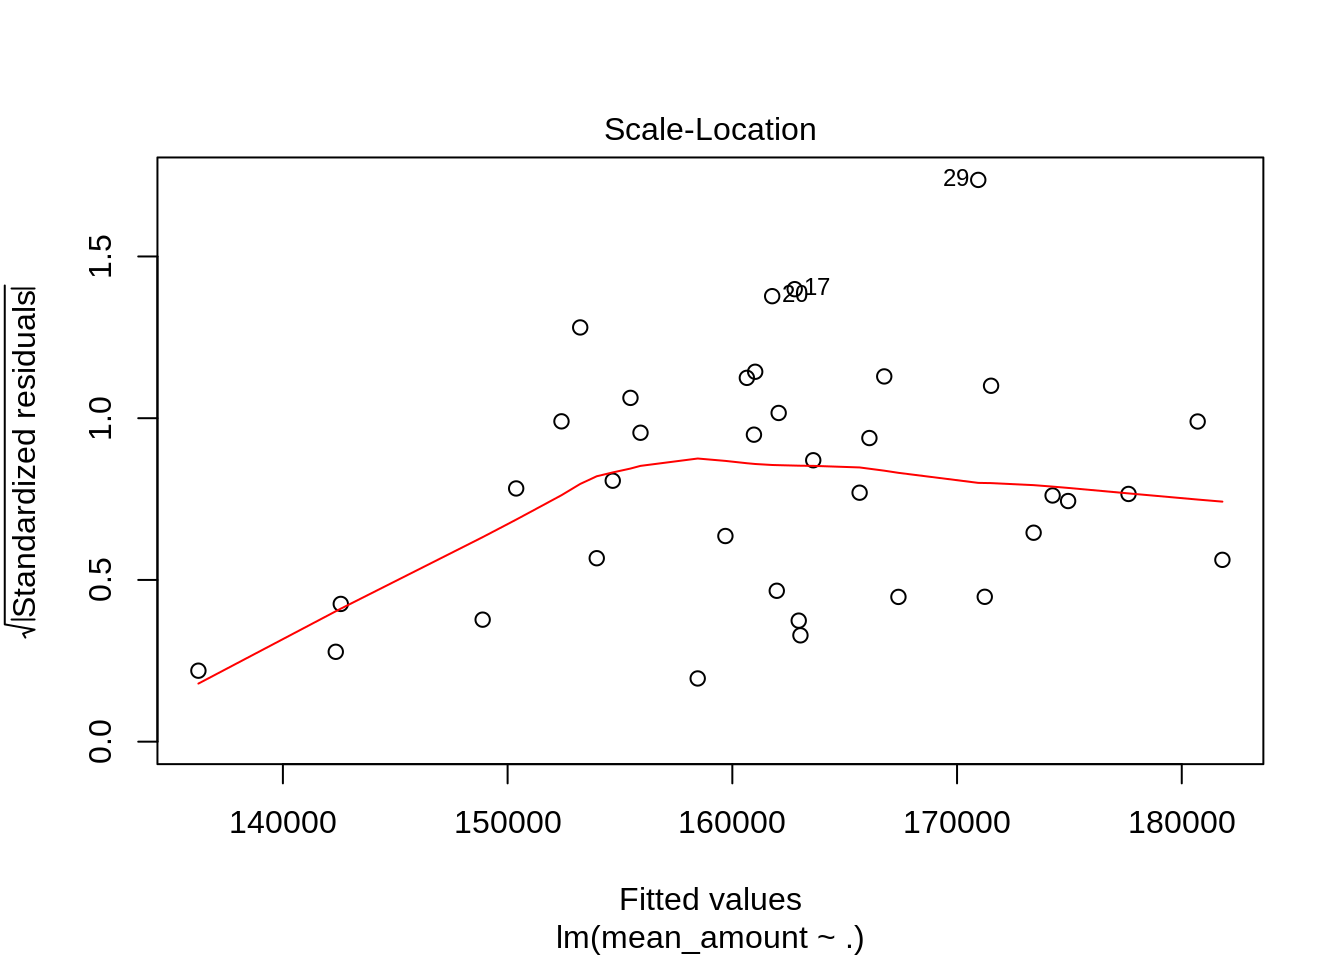 Scale-Location
√|Standardized residuals|
1.5
1.0
0.5
0.0
29
20
17
140000 150000 160000 170000 180000
Fitted values
lm(mean_amount ~ .)